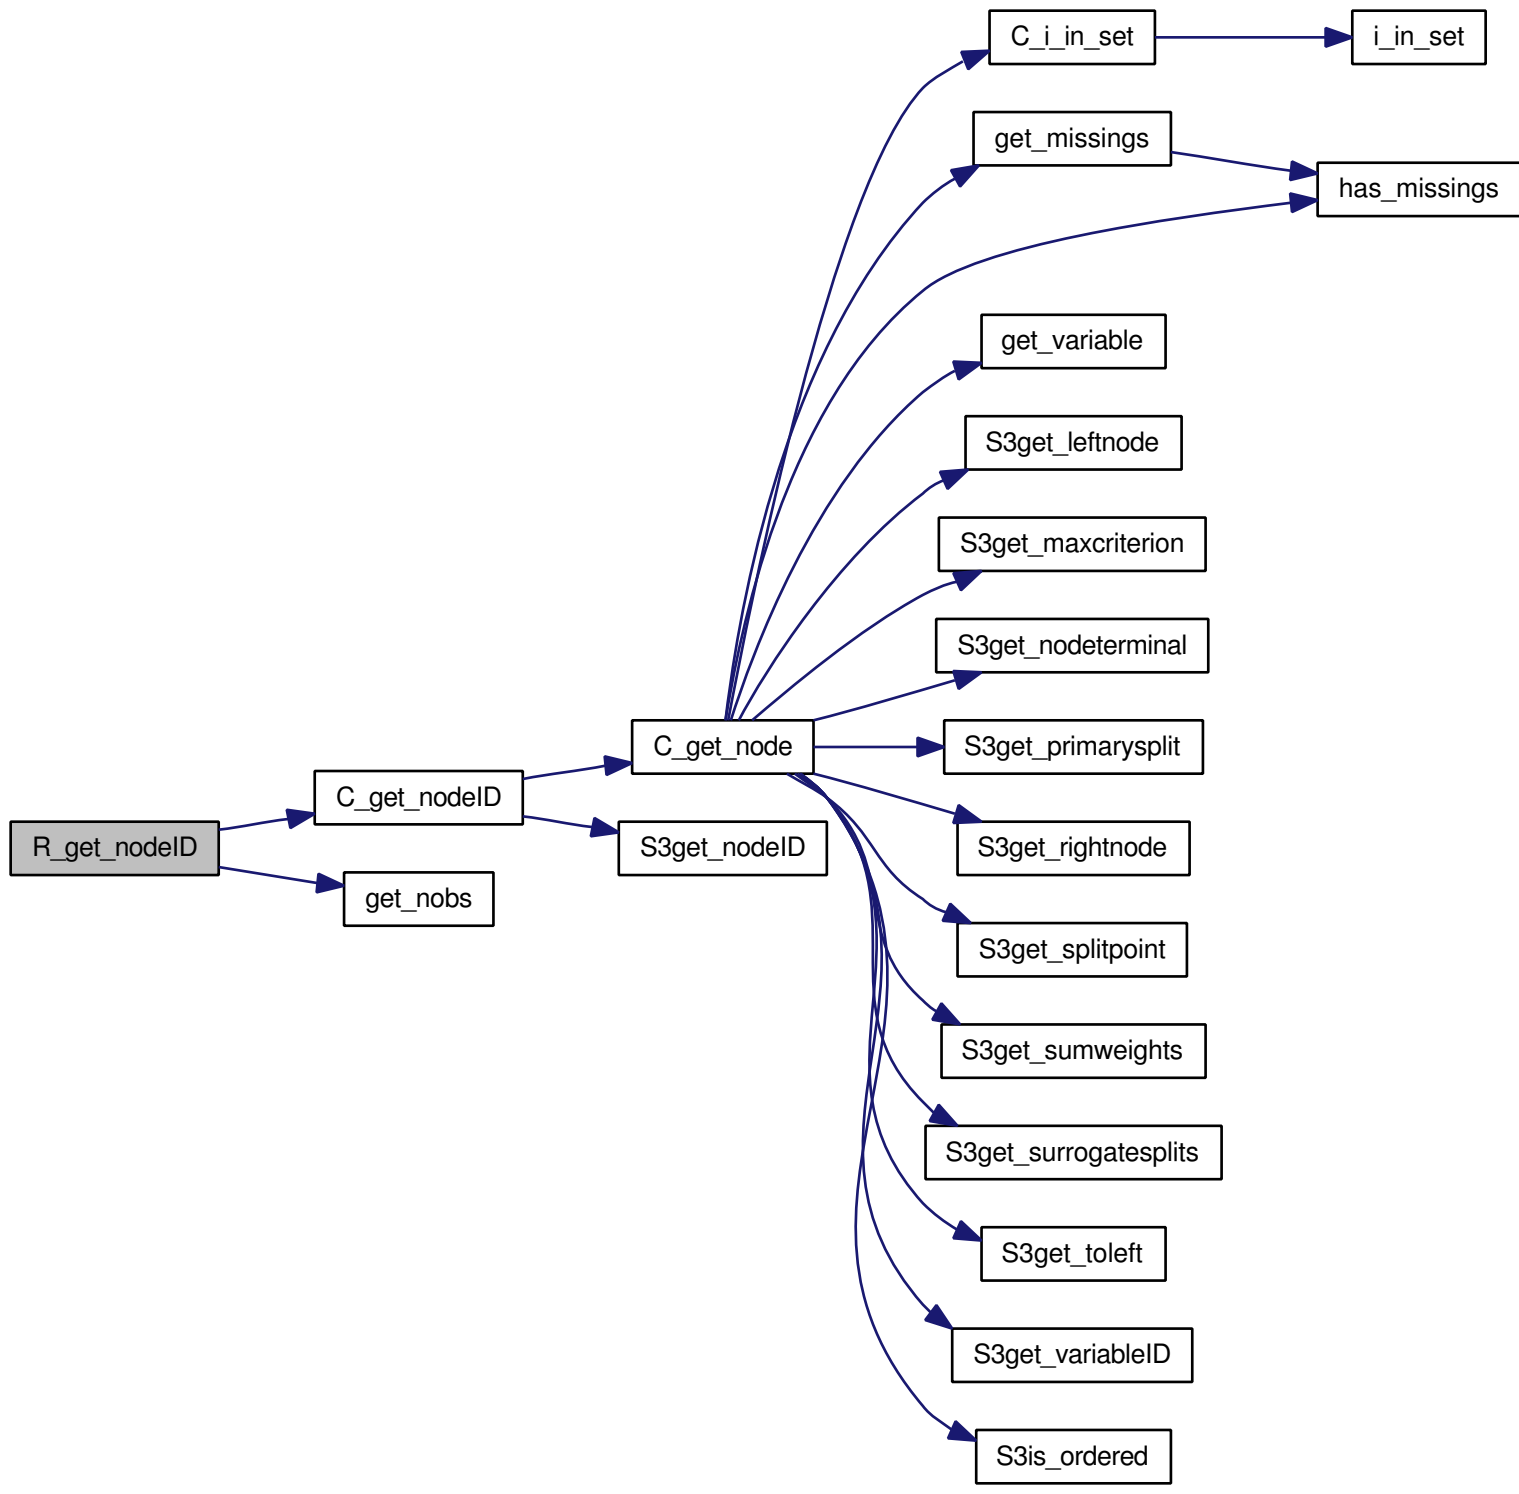 C_i_in_set
i_in_set
get_missings
has_missings
get_variable
S3get_leftnode
S3get_maxcriterion
S3get_nodeterminal
C_get_node
S3get_primarysplit
C_get_nodeID
R_get_nodeID
S3get_nodeID
S3get_rightnode
get_nobs
S3get_splitpoint
S3get_sumweights
S3get_surrogatesplits
S3get_toleft
S3get_variableID
S3is_ordered